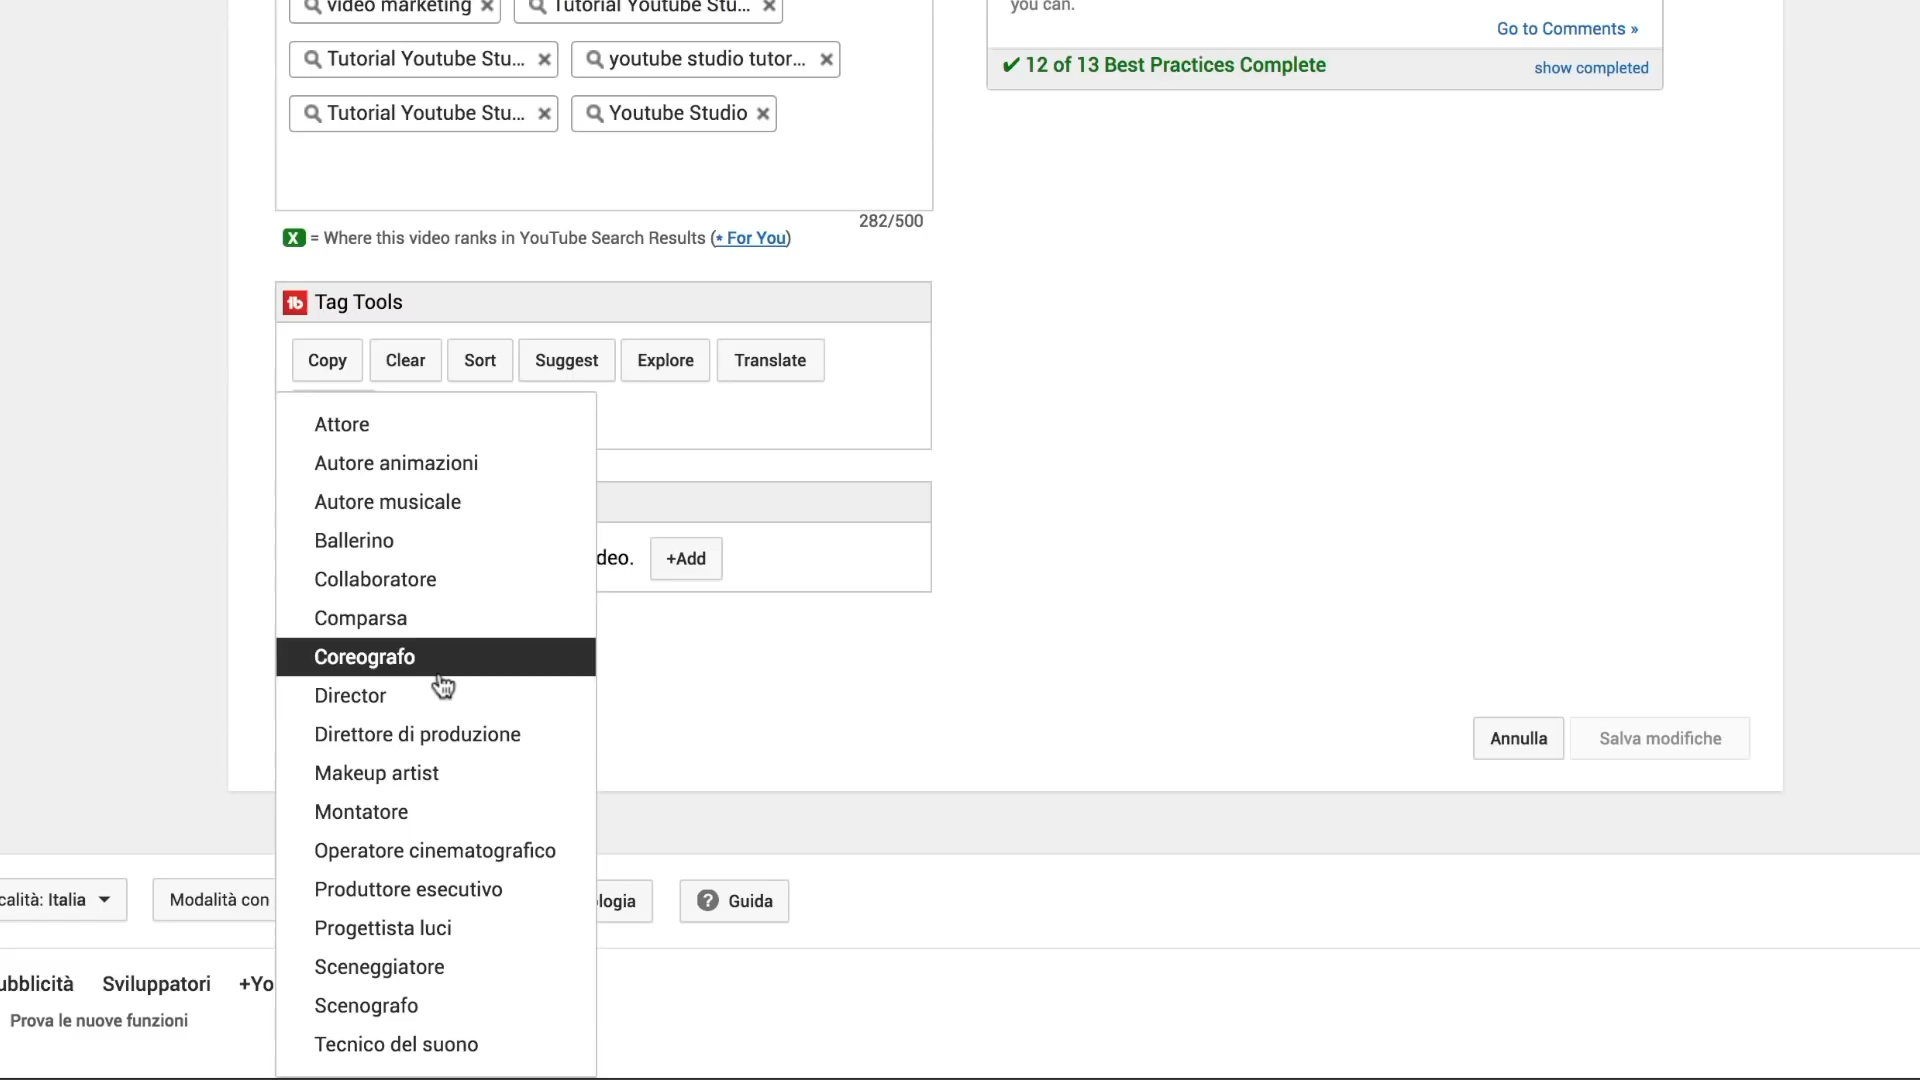 you can.
video marketing
Tutorial Youtube Stu...
Go to Comments »
Tutorial Youtube Stu...
youtube studio tutor...
12 of 13 Best Practices Complete
show completed
Tutorial Youtube Stu...
Youtube Studio
282/500
X = Where this video ranks in YouTube Search Results (* For You)
tb Tag Tools
Copy
Clear
Sort
Suggest
Explore
Translate
Attore
Autore animazioni
Autore musicale
Ballerino
deo.
+Add
Collaboratore
Comparsa
Coreografo
Director
Direttore di produzione
Annulla
Salva modifiche
Makeup artist
Montatore
Operatore cinematografico
Produttore esecutivo
calità: Italia
Modalità con
logia
? Guida
Progettista luci
Sceneggiatore
ubblicità
Sviluppatori
+Yo
Scenografo
Prova le nuove funzioni
Tecnico del suono